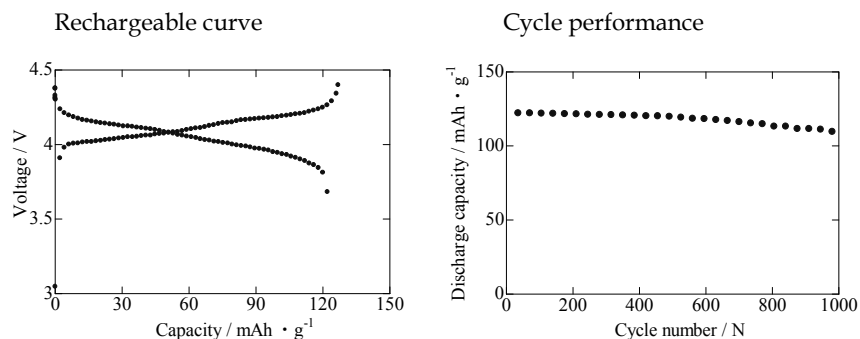 Rechargeable curve
4.5
4
3.5
3
Voltage / V
0 30 60 90 120 150
Capacity / mAh・g⁻¹
Cycle performance
150
100
50
0
Discharge capacity / mAh・g⁻¹
0 200 400 600 800 1000
Cycle number / N